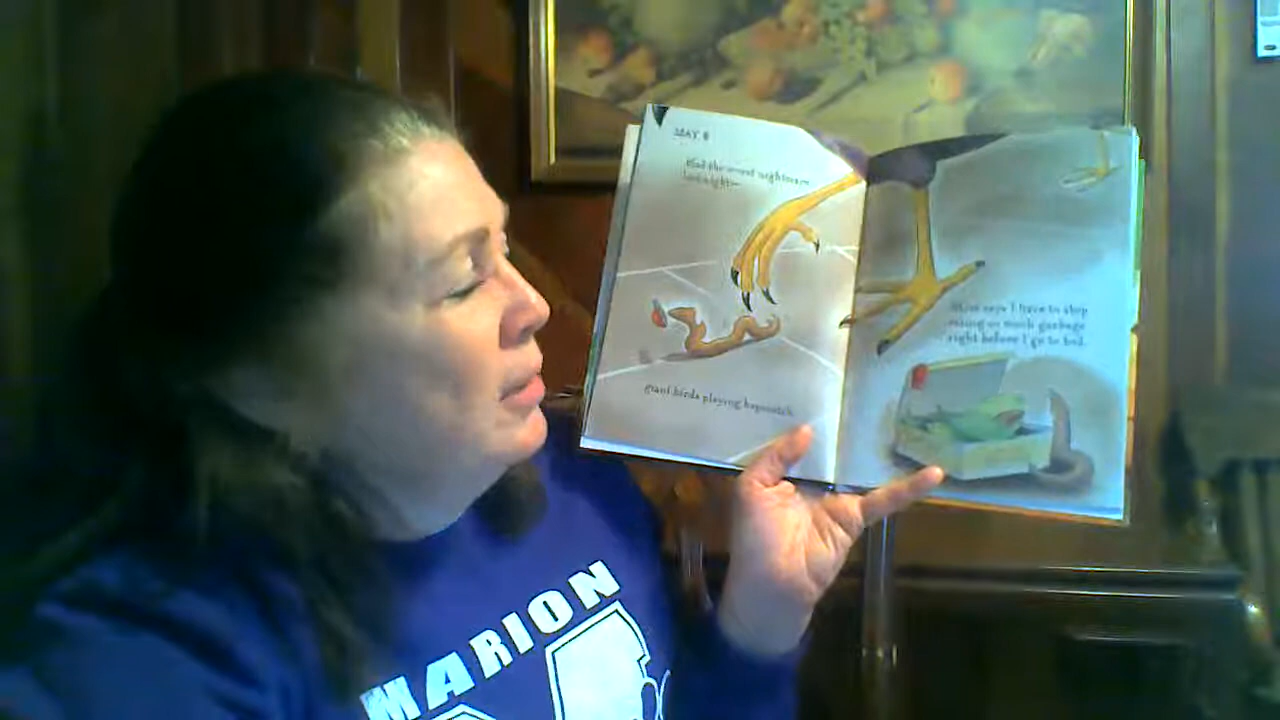 MAY 8
Had the worst nightmare
last night—
giant birds playing hopscotch.
Mom says I have to stop
eating so much garbage
right before I go to bed.
MARION